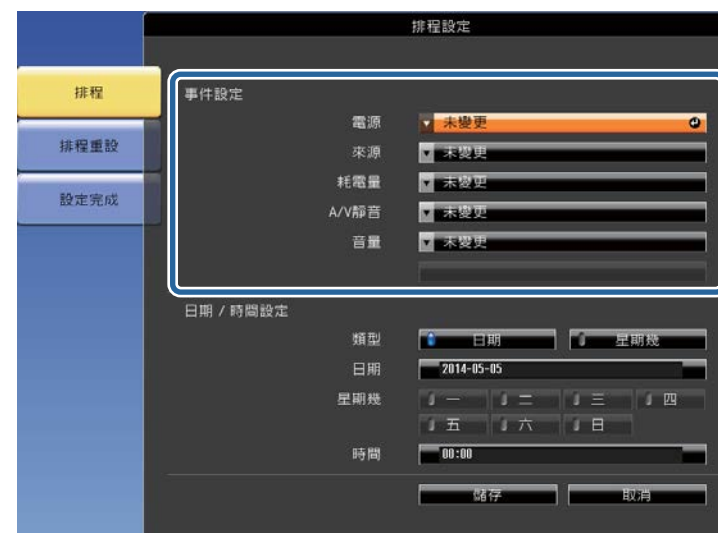 排程設定
排程
排程重設
設定完成
事件設定
電源 未變更
來源 未變更
耗電量 未變更
A/V靜音 未變更
音量 未變更
日期 / 時間設定
類型 日期 星期幾
日期 2014-05-05
星期幾 一 二 三 四
五 六 日
時間 00:00
儲存 取消